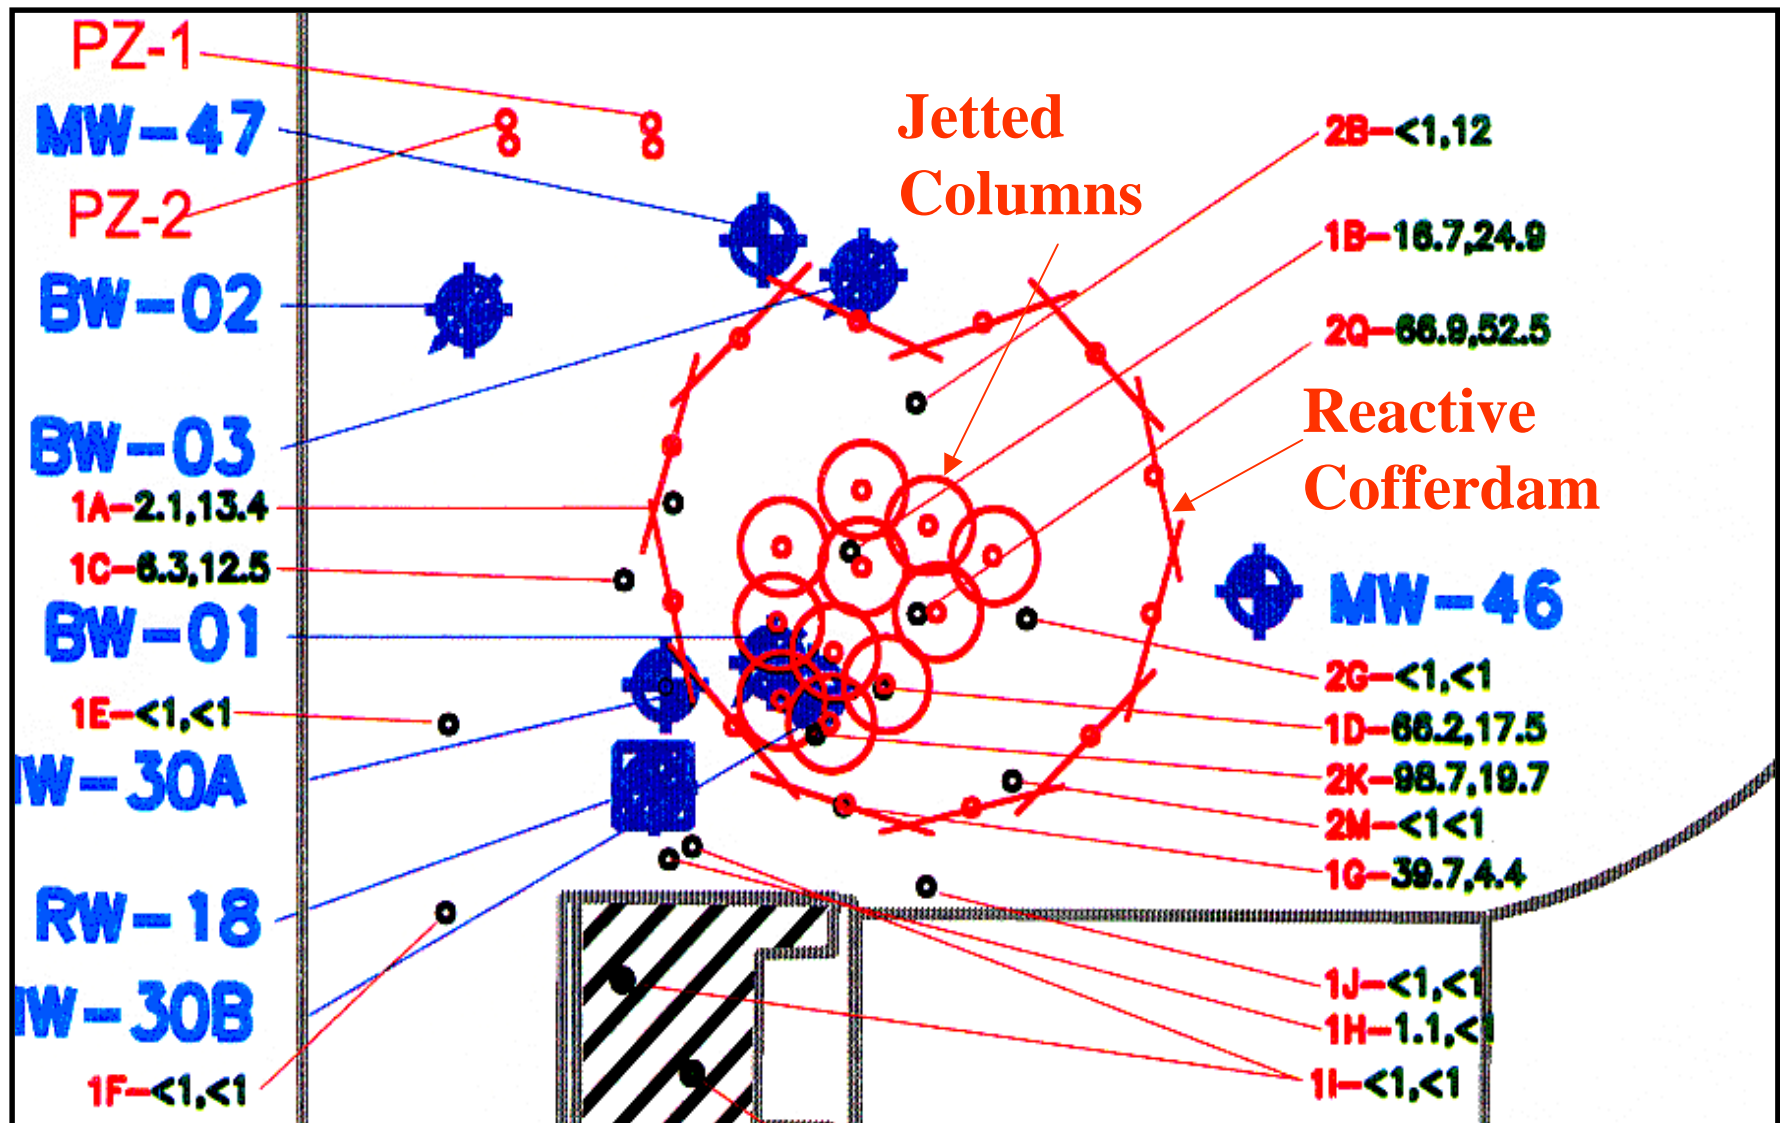 PZ-1
MW-47
PZ-2
BW-02
BW-03
1A-2.1,13.4
1C-6.3,12.5
BW-01
1E-<1,<1
W-30A
RW-18
W-30B
1F-<1,<1
Jetted
Columns
2B-<1,12
1B-16.7,24.9
2Q-66.9,52.5
Reactive
Cofferdam
MW-46
2G-<1,<1
1D-66.2,17.5
2K-98.7,19.7
2M-<1<1
1G-39.7,4.4
1J-<1,<1
1H-1.1,<1
1I-<1,<1